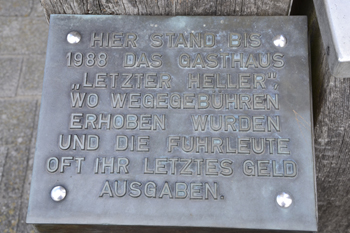 HIER STAND BIS
1988 DAS GASTHAUS
„LETZTER HELLER“,
WO WEGEGEBÜHREN
ERHOBEN WURDEN
UND DIE FUHRLEUTE
OFT IHR LETZTES GELD
AUSGABEN.